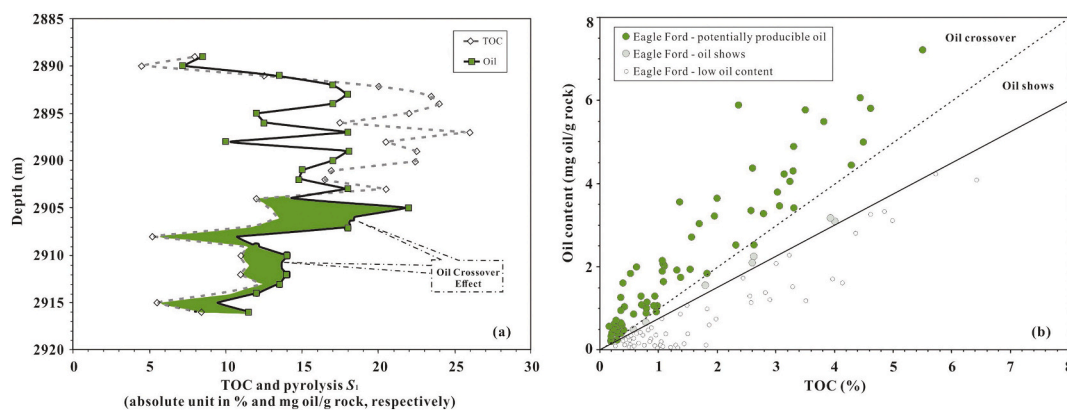 2885
2890
2895
2900
2905
2910
2915
2920
Depth (m)
TOC
Oil
Oil Crossover
Effect
(a)
0 5 10 15 20 25 30
TOC and pyrolysis S1
(absolute unit in % and mg oil/g rock, respectively)
8
6
4
2
0
Oil content (mg oil/g rock)
Eagle Ford - potentially producible oil
Eagle Ford - oil shows
Eagle Ford - low oil content
Oil crossover
Oil shows
(b)
0 1 2 3 4 5 6 7 8
TOC (%)